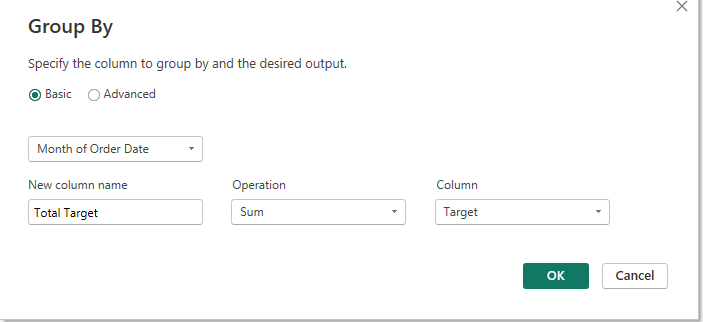 Group By
Specify the column to group by and the desired output.
Basic Advanced
Month of Order Date
New column name Operation Column
Total Target Sum Target
OK Cancel